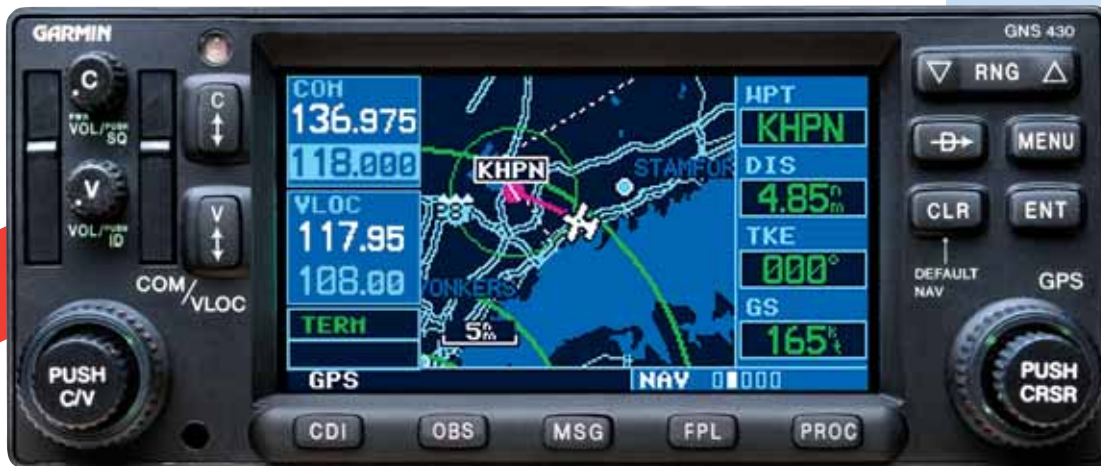 GARMIN
GNS 430
C
PWR VOL/PUSH SQ
C
V
VOL/PUSH ID
V
COM/VLOC
PUSH
C/V
COM
136.975
118.000
VLOC
117.95
108.00
TERM
GPS
KHPN
STAMFOR
ONKERS
5nm
WPT
KHPN
DIS
4.85nm
TKE
000°
GS
165kt
NAV
RNG
D
MENU
CLR
ENT
DEFAULT
NAV
GPS
PUSH
CRSR
CDI
OBS
MSG
FPL
PROC